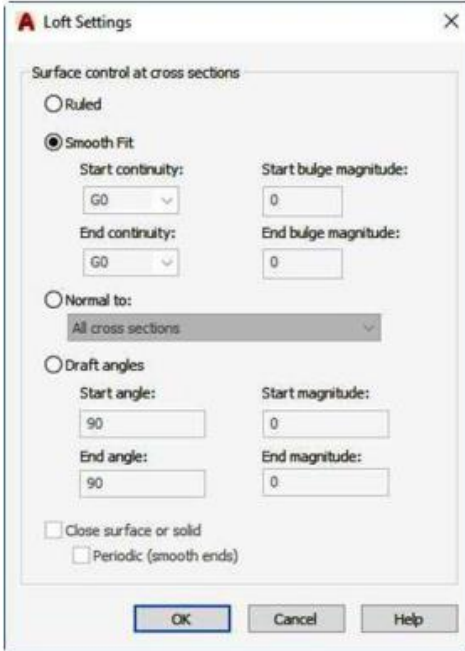 A Loft Settings
Surface control at cross sections
Ruled
Smooth Fit
Start continuity: Start bulge magnitude:
G0 0
End continuity: End bulge magnitude:
G0 0
Normal to:
All cross sections
Draft angles
Start angle: Start magnitude:
90 0
End angle: End magnitude:
90 0
Close surface or solid
Periodic (smooth ends)
OK Cancel Help